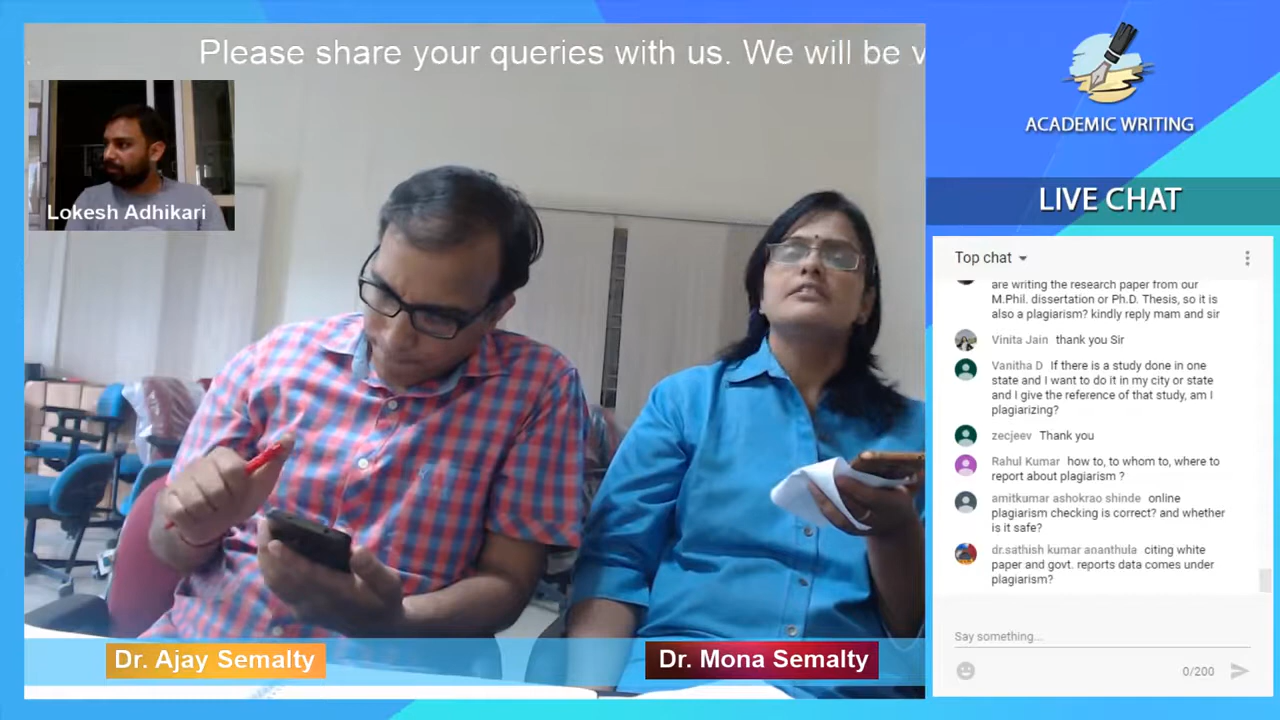 Please share your queries with us. We will be
Lokesh Adhikari
Dr. Ajay Semalty
Dr. Mona Semalty
ACADEMIC WRITING
LIVE CHAT
Top chat
are writing the research paper from our
M.Phil. dissertation or Ph.D. Thesis, so it is
also a plagiarism? kindly reply mam and sir
Vinita Jain thank you Sir
Vanitha D If there is a study done in one
state and I want to do it in my city or state
and I give the reference of that study, am I
plagiarizing?
zecjeev Thank you
Rahul Kumar how to, to whom to, where to
report about plagiarism ?
amitkumar ashokrao shinde online
plagiarism checking is correct? and whether
is it safe?
dr.sathish kumar ananthula citing white
paper and govt. reports data comes under
plagiarism?
Say something...
0/200